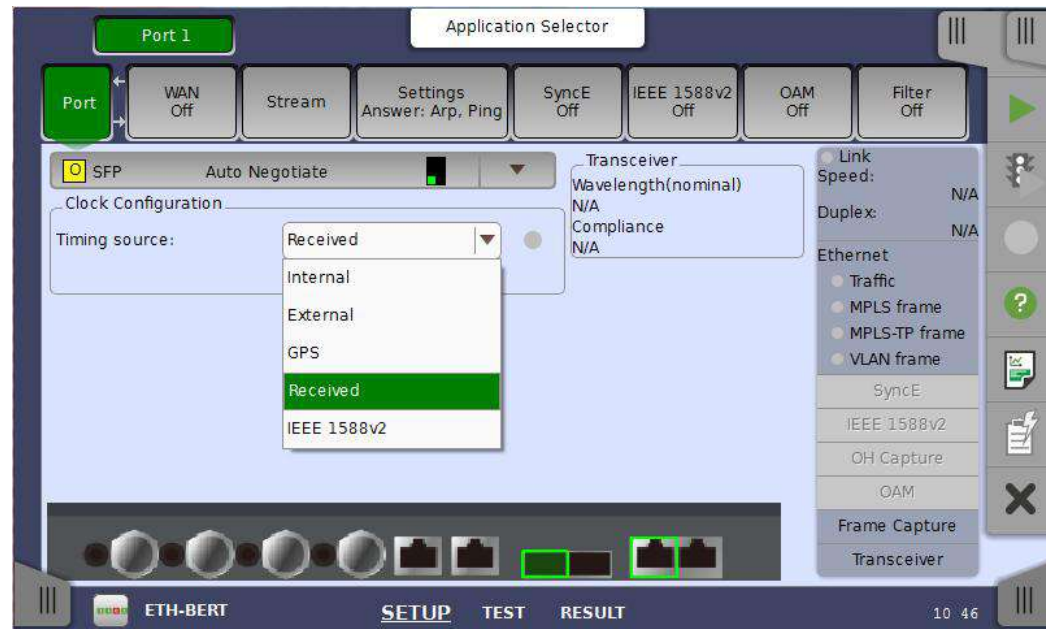 Port 1
Application Selector
Port
WAN
Off
Stream
Settings
Answer: Arp, Ping
SyncE
Off
IEEE 1588v2
Off
OAM
Off
Filter
Off
O SFP Auto Negotiate
Clock Configuration
Timing source: Received
Internal
External
GPS
Received
IEEE 1588v2
Transceiver
Wavelength(nominal)
N/A
Compliance
N/A
Link
Speed:
N/A
Duplex:
N/A
Ethernet
Traffic
MPLS frame
MPLS-TP frame
VLAN frame
SyncE
IEEE 1588v2
OH Capture
OAM
Frame Capture
Transceiver
?
ETH-BERT SETUP TEST RESULT 10 46